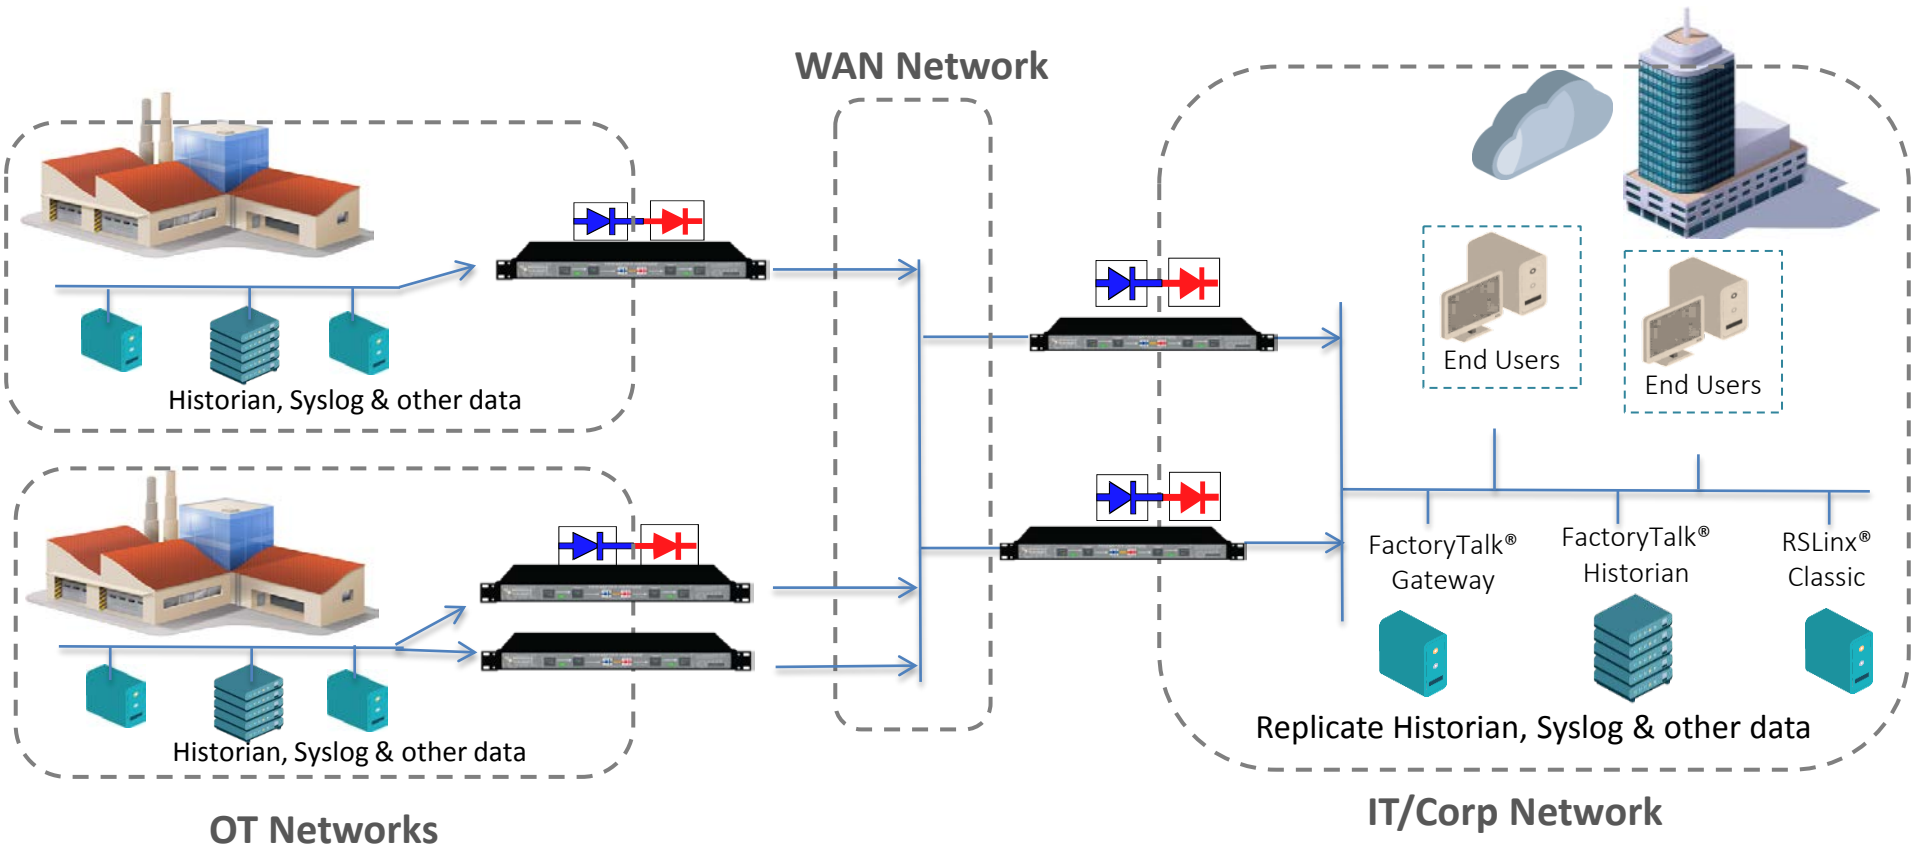 WAN Network
Historian, Syslog & other data
End Users
End Users
FactoryTalk®
Gateway
FactoryTalk®
Historian
RSLinx®
Classic
Replicate Historian, Syslog & other data
Historian, Syslog & other data
OT Networks
IT/Corp Network